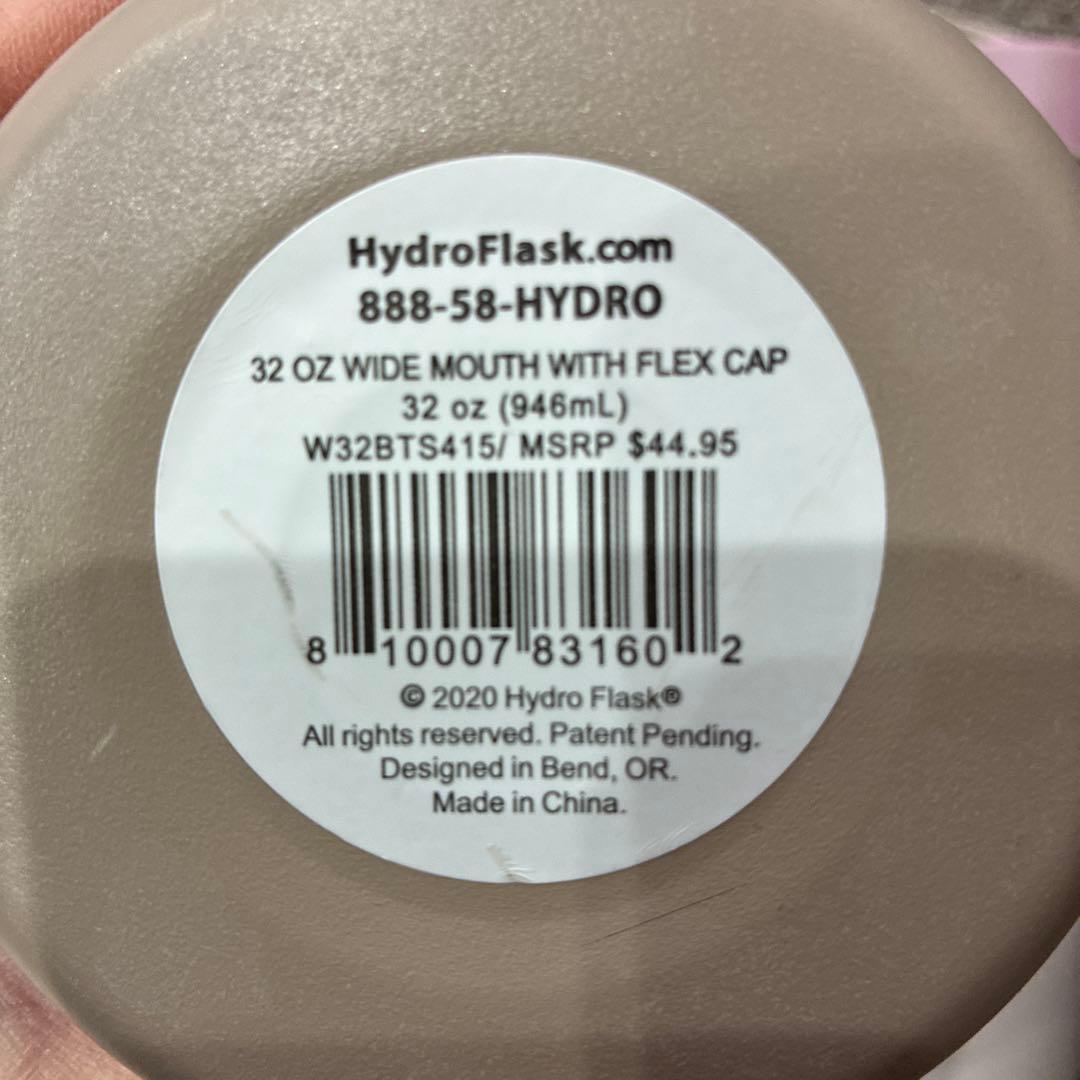 HydroFlask.com
888-58-HYDRO
32 OZ WIDE MOUTH WITH FLEX CAP
32 oz (946mL)
W32BTS415/ MSRP $44.95
8 10007 83160 2
© 2020 Hydro Flask®
All rights reserved. Patent Pending.
Designed in Bend, OR.
Made in China.